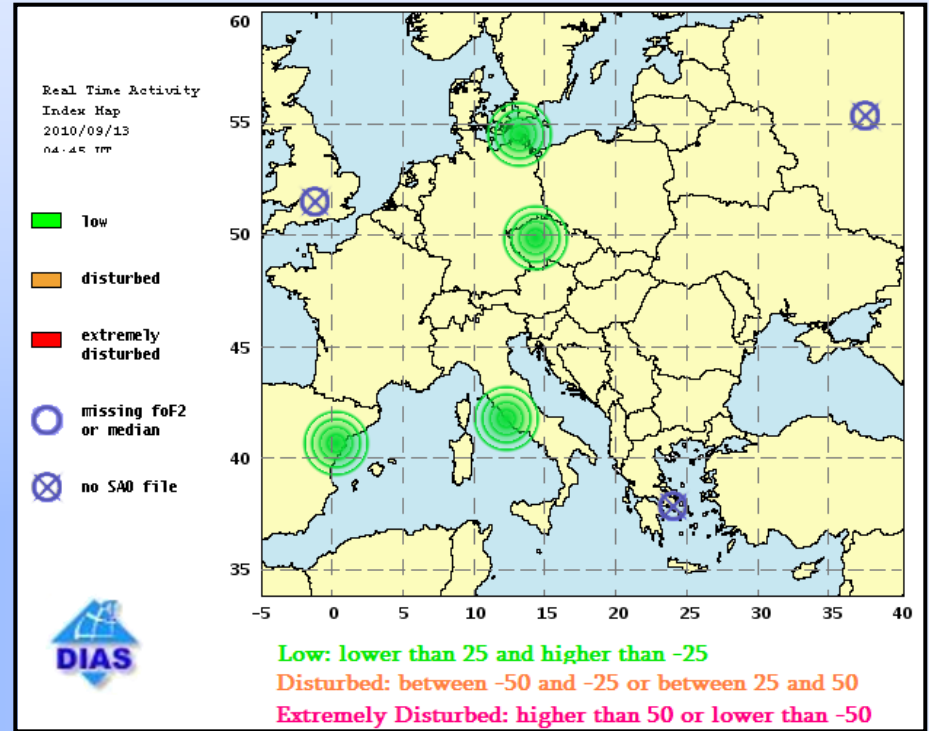 Real Time Activity
Index Map
2010/09/13
04:45 UT
low
disturbed
extremely
disturbed
missing foF2
or median
no SAO file
60
55
50
45
40
35
-5 0 5 10 15 20 25 30 35 40
DIAS
Low: lower than 25 and higher than -25
Disturbed: between -50 and -25 or between 25 and 50
Extremely Disturbed: higher than 50 or lower than -50